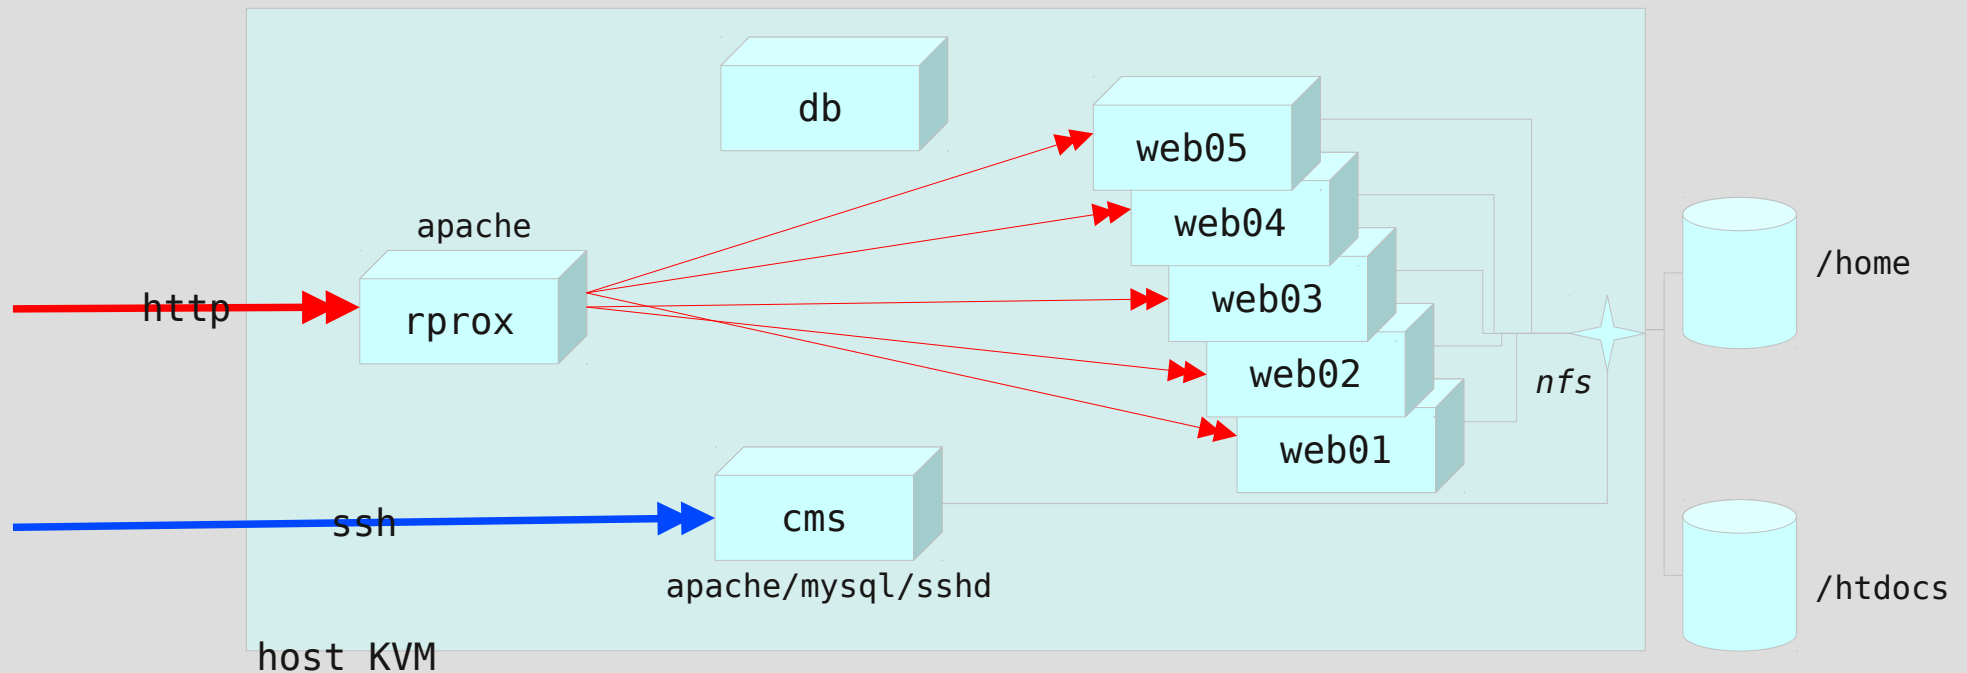 db
web05
web04
apache
/home
web03
http
rprox
web02
nfs
web01
ssh
cms
apache/mysql/sshd
/htdocs
host KVM